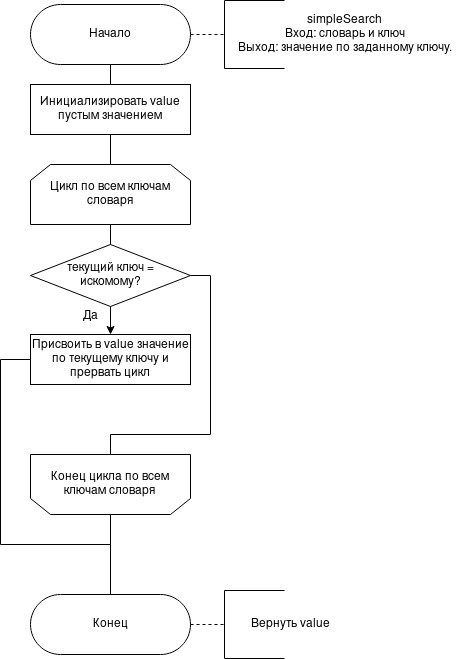 Начало
simpleSearch
Вход: словарь и ключ
Выход: значение по заданному ключу.
Инициализировать value
пустым значением
Цикл по всем ключам
словаря
текущий ключ =
искомому?
Да
Присвоить в value значение
по текущему ключу и
прервать цикл
Конец цикла по всем
ключам словаря
Конец
Вернуть value